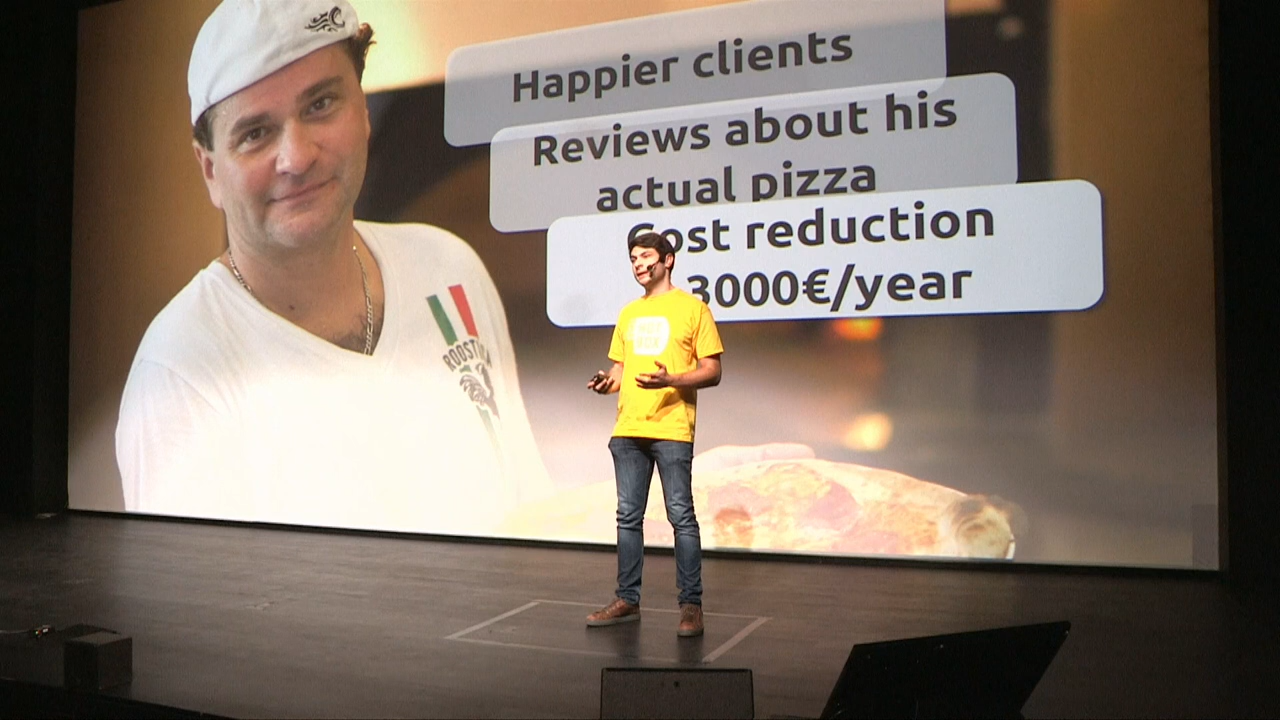 Happier clients
Reviews about his
actual pizza
Cost reduction
3000€/year